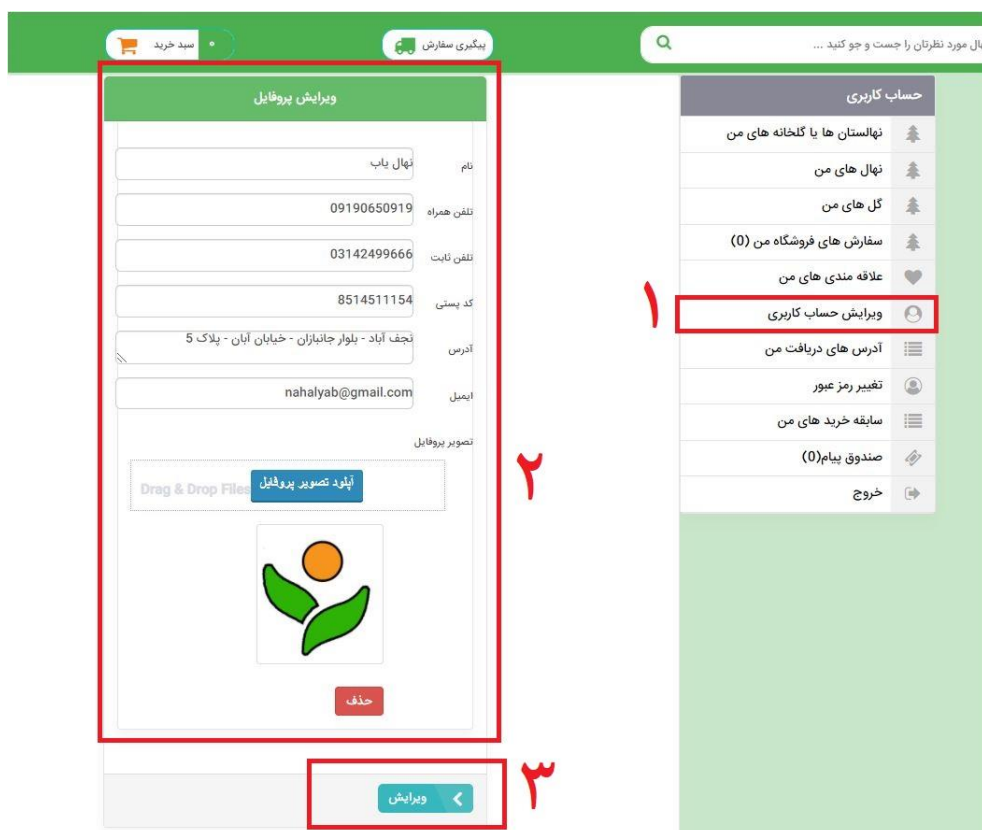 نهال مورد نظرتان را جست و جو کنید ...
پیگیری سفارش
سبد خرید
حساب کاربری
نهالستان ها یا گلخانه های من
نهال های من
گل های من
سفارش های فروشگاه من (0)
علاقه مندی های من
۱
ویرایش حساب کاربری
آدرس های دریافت من
تغییر رمز عبور
سابقه خرید های من
صندوق پیام(0)
خروج
۲
ویرایش پروفایل
نام
نهال یاب
تلفن همراه
09190650919
تلفن ثابت
03142499666
کد پستی
8514511154
آدرس
نجف آباد - بلوار جانبازان - خیابان آبان - پلاک 5
ایمیل
nahalyab@gmail.com
تصویر پروفایل
آپلود تصویر پروفایل
Drag & Drop Files
حذف
۳
ویرایش